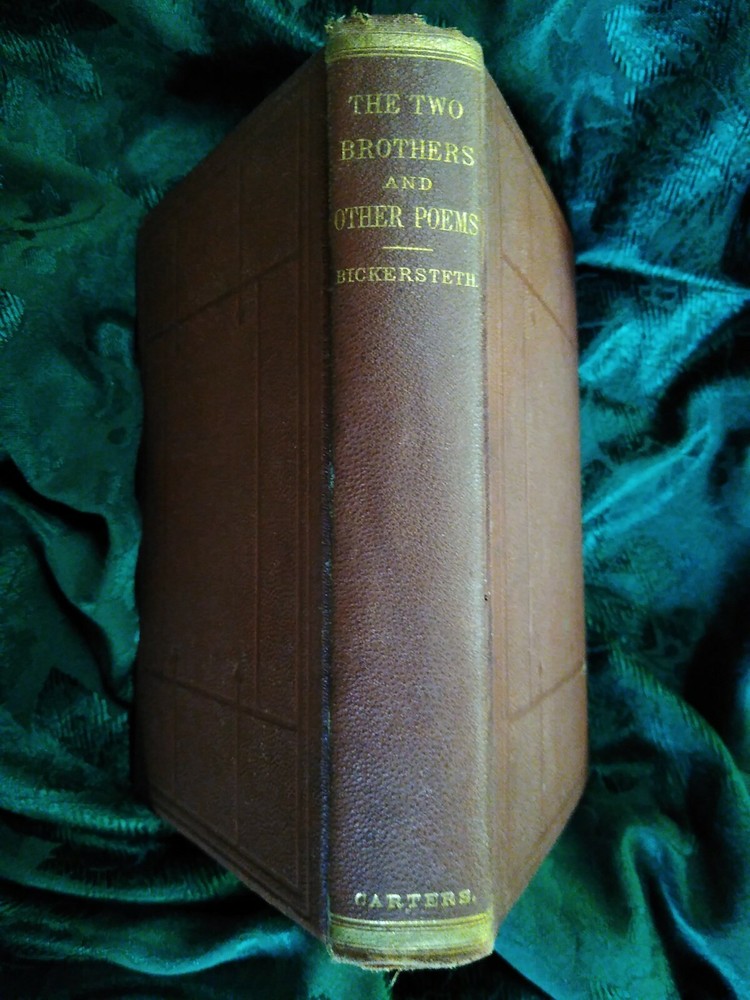 THE TWO
BROTHERS
AND
OTHER POEMS
BICKERSTETH.
CARTERS.